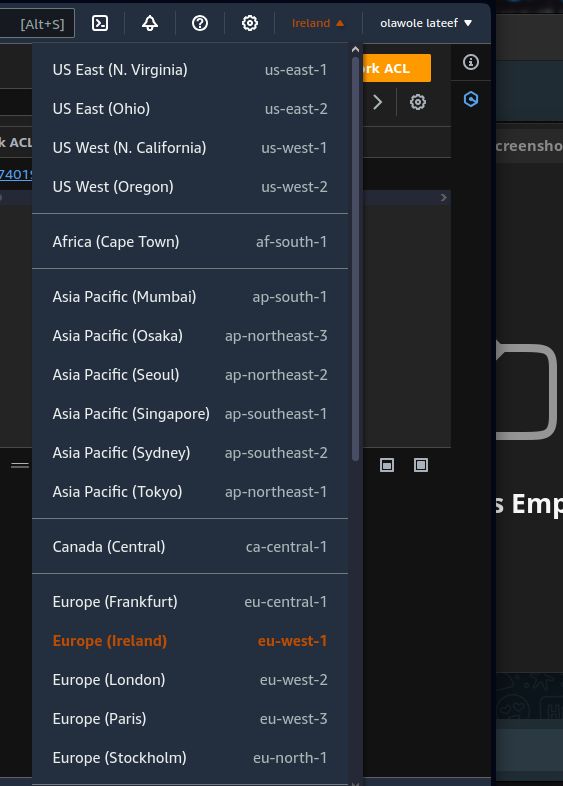 [Alt+S]
Ireland
olawole lateef
US East (N. Virginia) us-east-1
rk ACL
US East (Ohio) us-east-2
k ACL
US West (N. California) us-west-1
creensho
74019
US West (Oregon) us-west-2
Africa (Cape Town) af-south-1
Asia Pacific (Mumbai) ap-south-1
Asia Pacific (Osaka) ap-northeast-3
Asia Pacific (Seoul) ap-northeast-2
Asia Pacific (Singapore) ap-southeast-1
Asia Pacific (Sydney) ap-southeast-2
Asia Pacific (Tokyo) ap-northeast-1
s Emp
Canada (Central) ca-central-1
Europe (Frankfurt) eu-central-1
Europe (Ireland) eu-west-1
Europe (London) eu-west-2
Europe (Paris) eu-west-3
Europe (Stockholm) eu-north-1